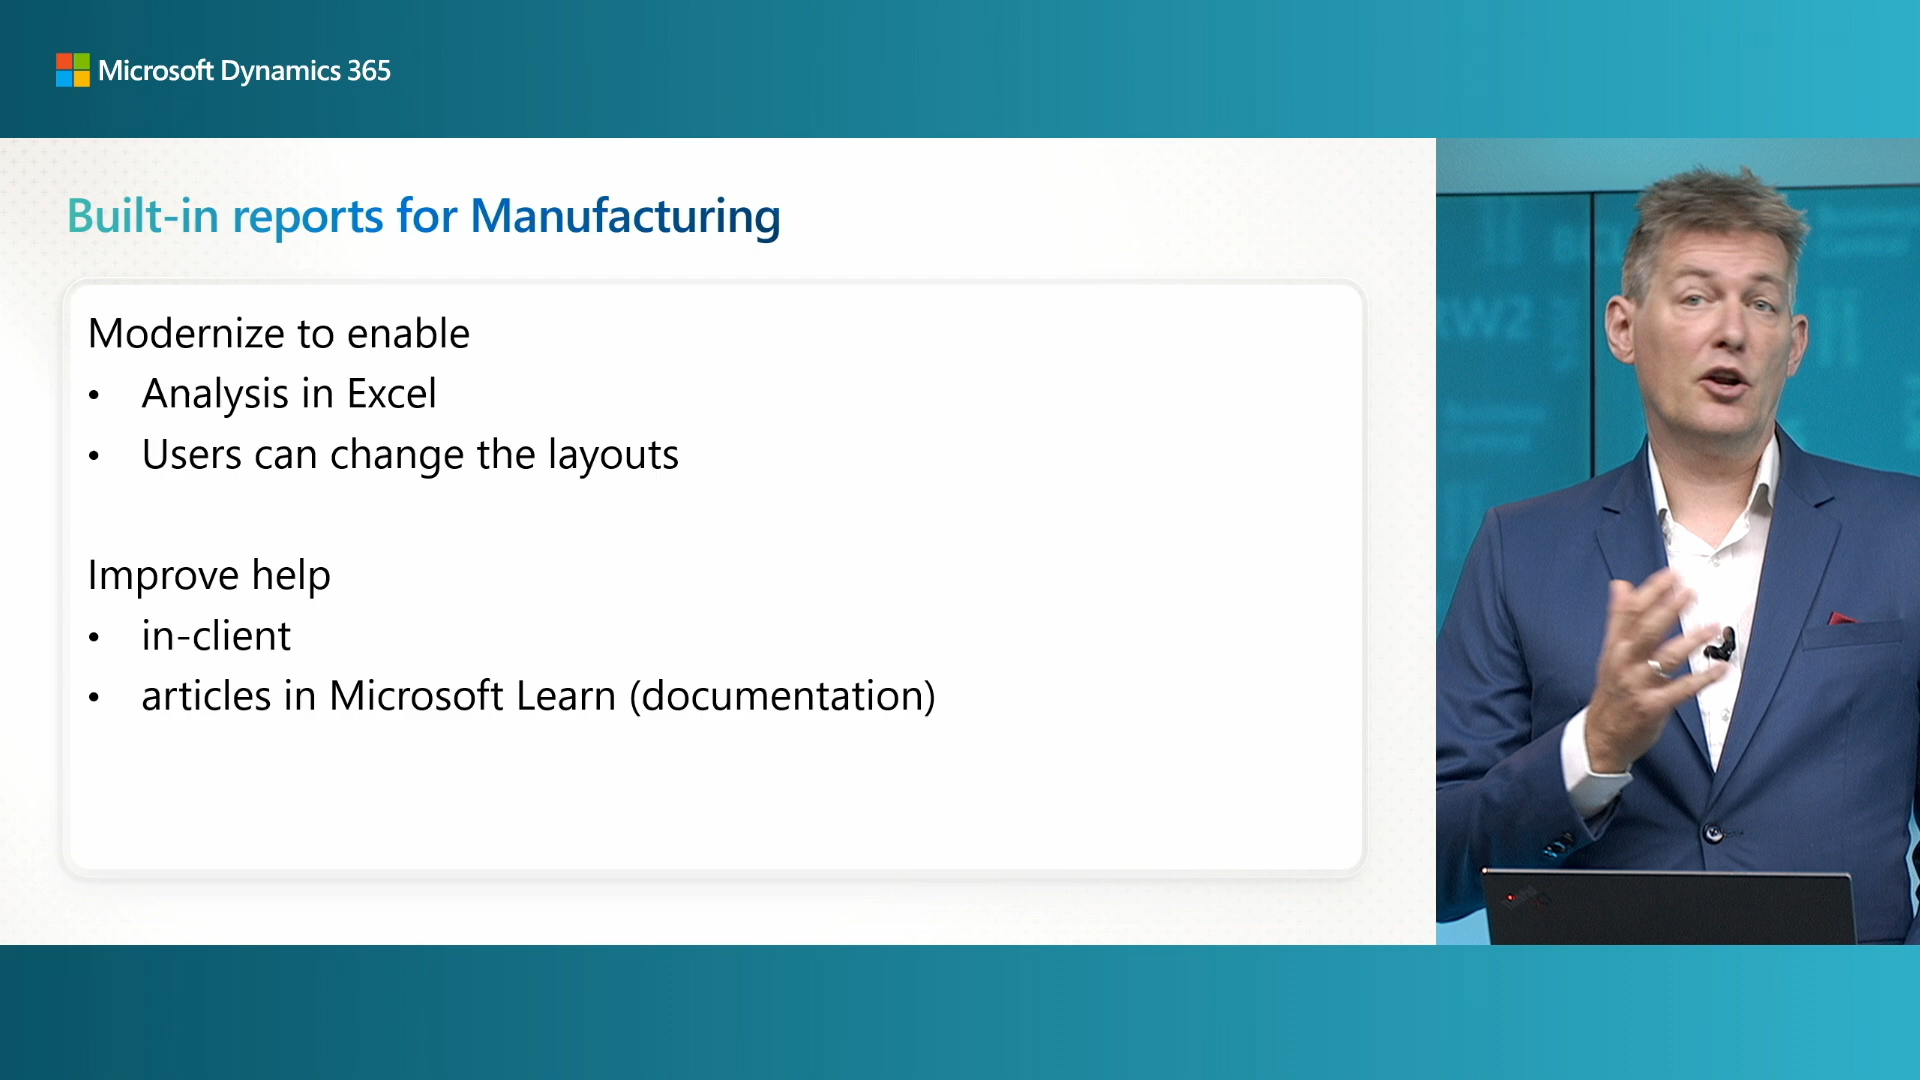 Microsoft Dynamics 365
Built-in reports for Manufacturing
Modernize to enable
• Analysis in Excel
• Users can change the layouts
Improve help
• in-client
• articles in Microsoft Learn (documentation)